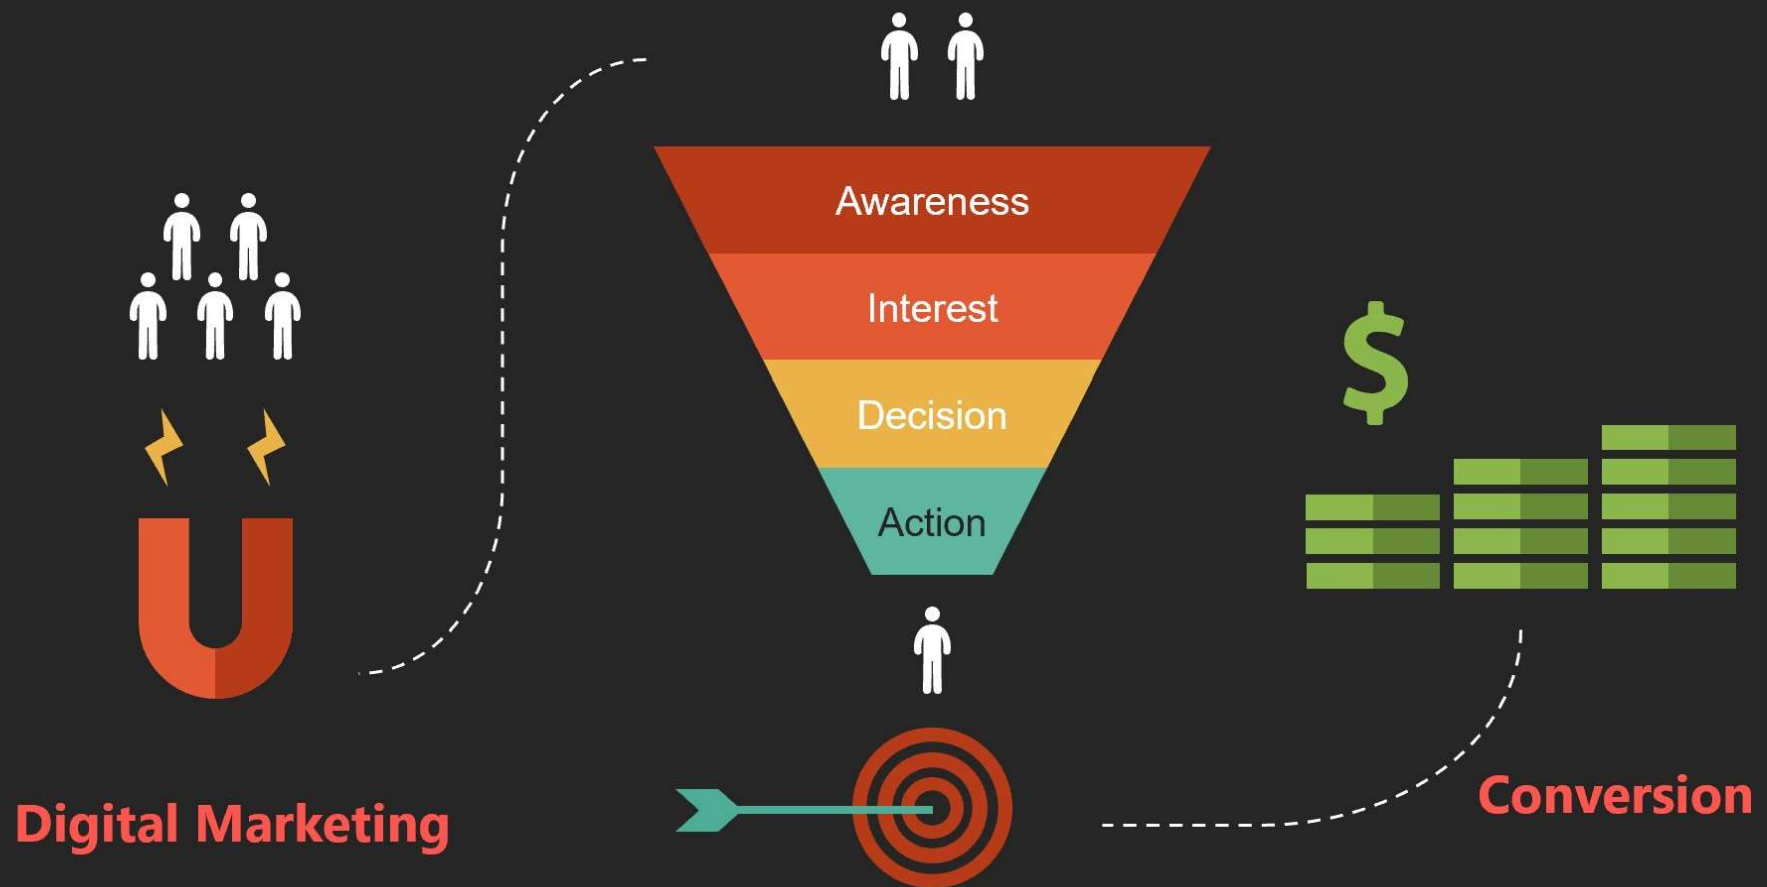 Awareness
Interest
Decision
Action
$
Digital Marketing
Conversion